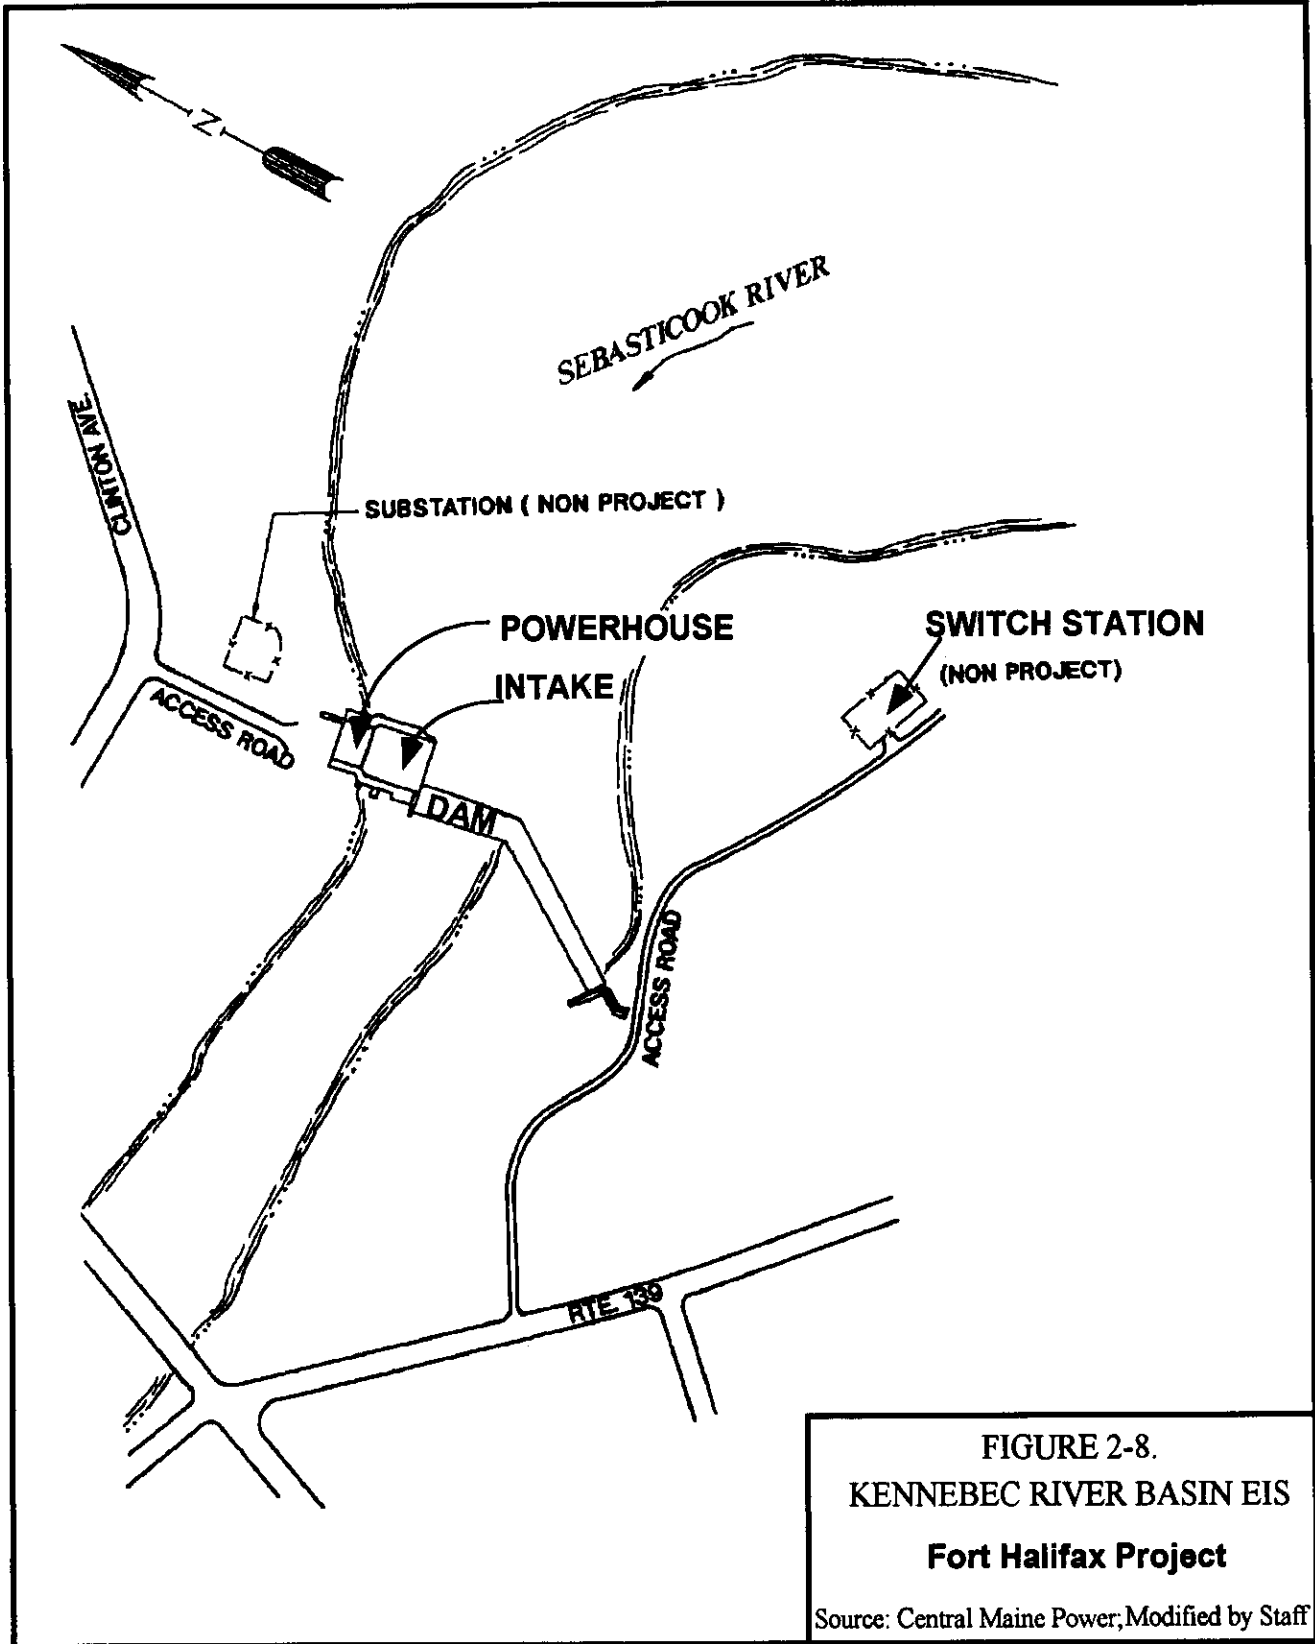 N
SEBASTICOOK RIVER
CLINTON AVE.
SUBSTATION ( NON PROJECT )
POWERHOUSE
SWITCH STATION
(NON PROJECT)
INTAKE
ACCESS ROAD
DAM
ACCESS ROAD
RTE. 139
FIGURE 2-8.
KENNEBEC RIVER BASIN EIS
Fort Halifax Project
Source: Central Maine Power; Modified by Staff